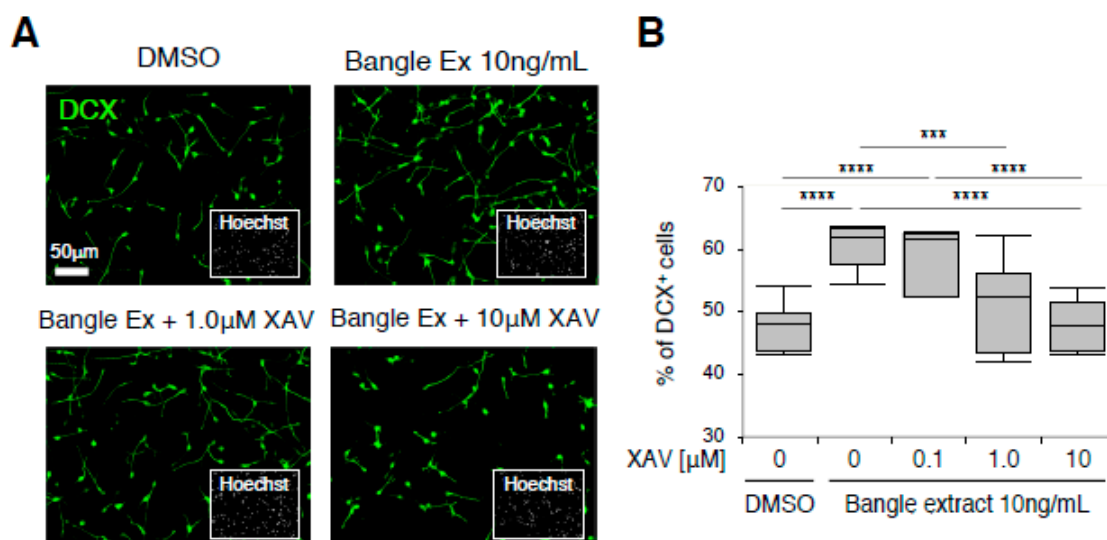 A
DMSO
Bangle Ex 10ng/mL
DCX
Hoechst
50µm
Hoechst
Bangle Ex + 1.0µM XAV
Bangle Ex + 10µM XAV
Hoechst
Hoechst
B
***
**** ****
**** ****
% of DCX⁺ cells
70
60
50
40
30
XAV [µM] 0 0 0.1 1.0 10
DMSO Bangle extract 10ng/mL